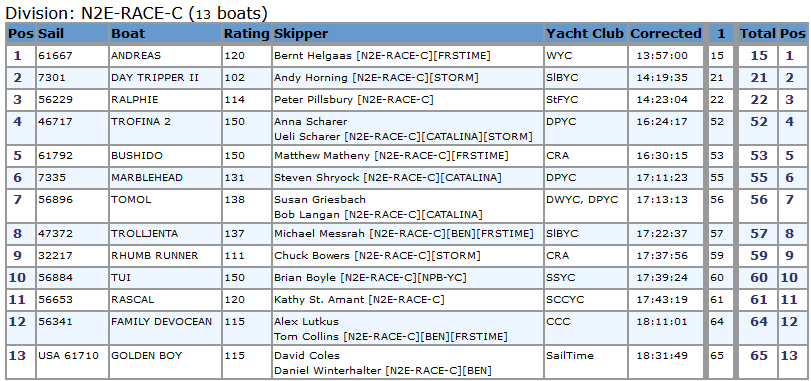 Division: N2E-RACE-C (13 boats)
Pos Sail Boat Rating Skipper Yacht Club Corrected 1 Total Pos
1 61667 ANDREAS 120 Bernt Helgaas [N2E-RACE-C][FRSTIME] WYC 13:57:00 15 15 1
2 7301 DAY TRIPPER II 102 Andy Horning [N2E-RACE-C][STORM] SlBYC 14:19:35 21 21 2
3 56229 RALPHIE 114 Peter Pillsbury [N2E-RACE-C] StFYC 14:23:04 22 22 3
4 46717 TROFINA 2 150 Anna Scharer DPYC 16:24:17 52 52 4
Ueli Scharer [N2E-RACE-C][CATALINA][STORM]
5 61792 BUSHIDO 150 Matthew Matheny [N2E-RACE-C][FRSTIME] CRA 16:30:15 53 53 5
6 7335 MARBLEHEAD 131 Steven Shryock [N2E-RACE-C][CATALINA] DPYC 17:11:23 55 55 6
7 56896 TOMOL 138 Susan Griesbach DWYC, DPYC 17:13:13 56 56 7
Bob Langan [N2E-RACE-C][CATALINA]
8 47372 TROLLJENTA 137 Michael Messrah [N2E-RACE-C][BEN][FRSTIME] SlBYC 17:22:37 57 57 8
9 32217 RHUMB RUNNER 111 Chuck Bowers [N2E-RACE-C][STORM] CRA 17:37:56 59 59 9
10 56884 TUI 150 Brian Boyle [N2E-RACE-C][NPB-YC] SSYC 17:39:24 60 60 10
11 56653 RASCAL 120 Kathy St. Amant [N2E-RACE-C] SCCYC 17:43:19 61 61 11
12 56341 FAMILY DEVOCEAN 115 Alex Lutkus CCC 18:11:01 64 64 12
Tom Collins [N2E-RACE-C][BEN][FRSTIME]
13 USA 61710 GOLDEN BOY 115 David Coles SailTime 18:31:49 65 65 13
Daniel Winterhalter [N2E-RACE-C][BEN]